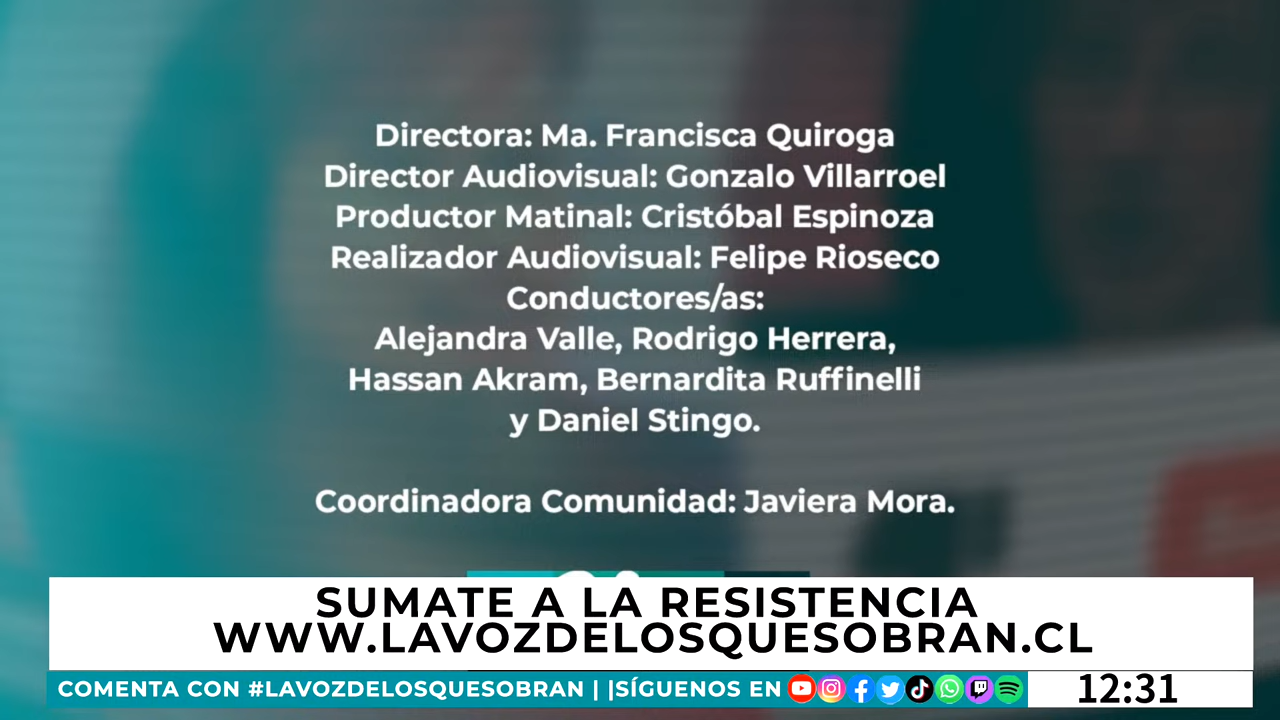 Directora: Ma. Francisca Quiroga
Director Audiovisual: Gonzalo Villarroel
Productor Matinal: Cristóbal Espinoza
Realizador Audiovisual: Felipe Rioseco
Conductores/as:
Alejandra Valle, Rodrigo Herrera,
Hassan Akram, Bernardita Ruffinelli
y Daniel Stingo.
Coordinadora Comunidad: Javiera Mora.
SUMATE A LA RESISTENCIA
WWW.LAVOZDELOSQUESOBRAN.CL
COMENTA CON #LAVOZDELOSQUESOBRAN | |SÍGUENOS EN
12:31